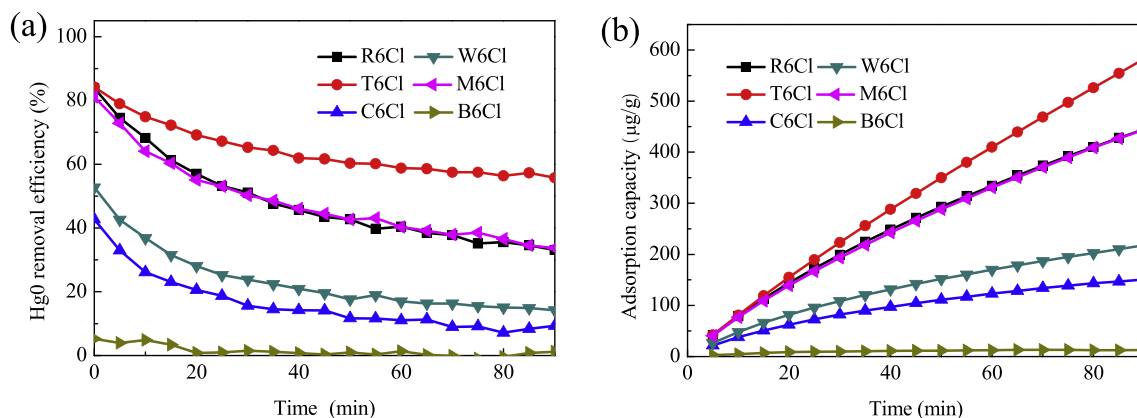 (a)
100
80
60
40
20
0
Hg0 removal efficiency (%)
R6Cl
T6Cl
C6Cl
W6Cl
M6Cl
B6Cl
0 20 40 60 80
Time (min)
(b)
600
500
400
300
200
100
0
Adsorption capacity (μg/g)
R6Cl
T6Cl
C6Cl
W6Cl
M6Cl
B6Cl
0 20 40 60 80
Time (min)